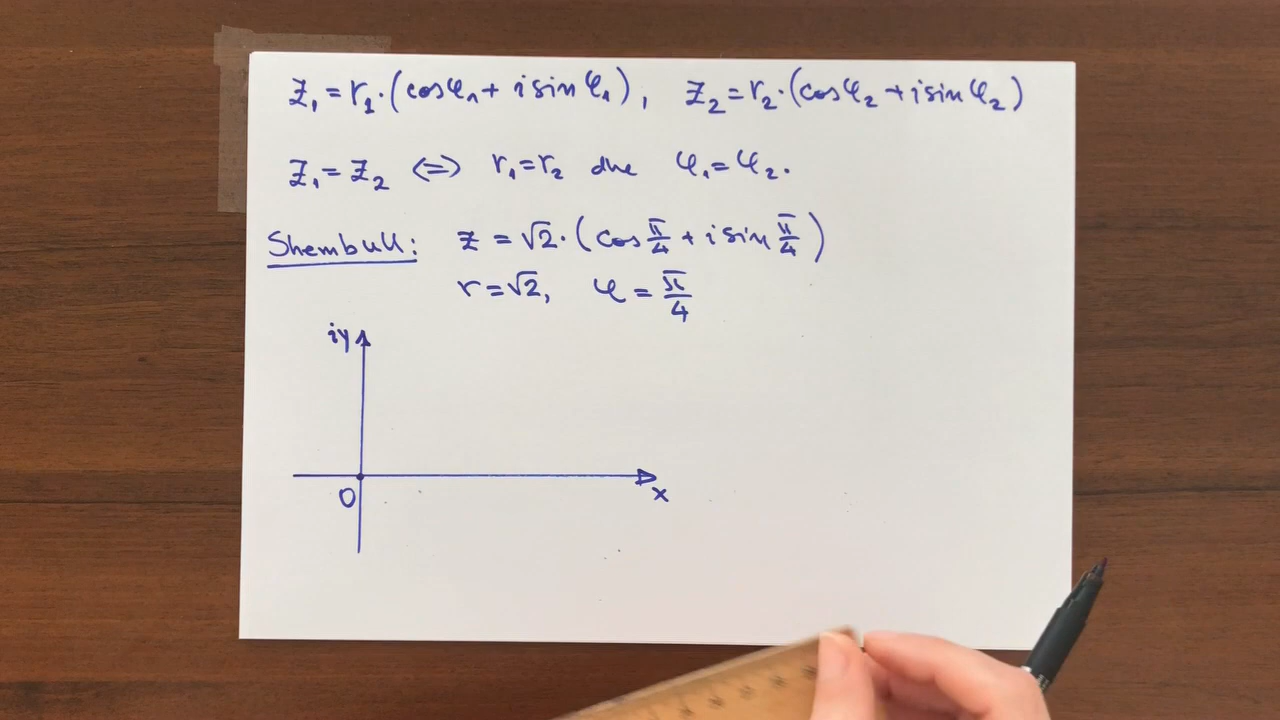 z₁ = r₁·(cosφ₁ + i sin φ₁), z₂ = r₂·(cosφ₂ + i sin φ₂)
z₁ = z₂ <=> r₁ = r₂ dhe φ₁ = φ₂.
Shembull: z = √2·(cos π/4 + i sin π/4)
r = √2, φ = π/4
iy
0 x